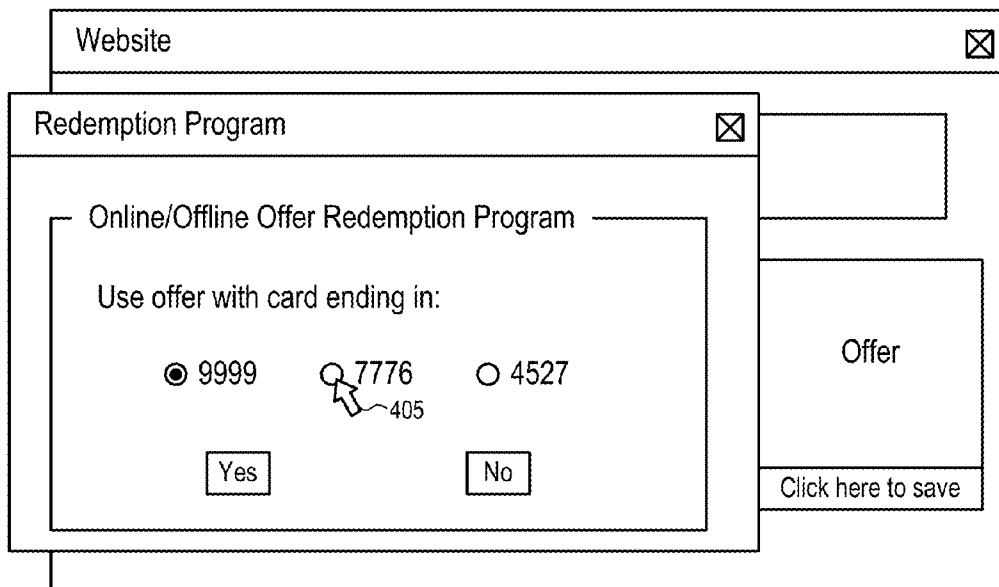 Website
Redemption Program
Online/Offline Offer Redemption Program
Use offer with card ending in:
9999 7776 4527
405
Yes No
Offer
Click here to save